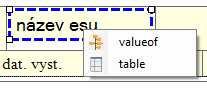 název esu
valueof
table
dat. vyst.